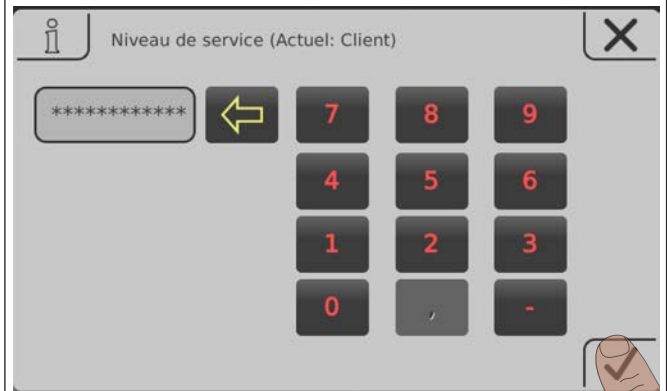 Niveau de service (Actuel: Client)
************
7 8 9
4 5 6
1 2 3
0 , -